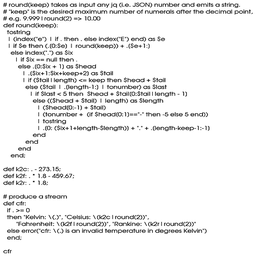 # round(keep) takes as input any jq (i.e. JSON) number and emits a string.
# "keep" is the desired maximum number of numerals after the decimal point,
# e.g. 9.999|round(2) => 10.00
def round(keep):
tostring
| (index("e") | if . then . else index("E") end) as $e
| if $e then (.[0:$e] | round(keep)) + .[$e+1:]
else index(".") as $ix
| if $ix == null then .
else .[0:$ix + 1] as $head
| .[$ix+1:$ix+keep+2] as $tail
| if ($tail|length) <= keep then $head + $tail
else ($tail | .[length-1:] | tonumber) as $last
| if $last < 5 then $head + $tail[0:$tail|length - 1]
else (($head + $tail) | length) as $length
| ($head[0:-1] + $tail)
| (tonumber + (if $head[0:1]=="-" then -5 else 5 end))
| tostring
| .[0: ($ix+1+length-$length)] + "." + .[length-keep-1:-1]
end
end
end
end;
def k2c: . - 273.15;
def k2f: . * 1.8 - 459.67;
def k2r: . * 1.8;
# produce a stream
def cfr:
if . >= 0
then "Kelvin: \(.)", "Celsius: \(k2c|round(2))",
"Fahrenheit: \(k2f|round(2))", "Rankine: \(k2r|round(2))"
else error("cfr: \(.) is an invalid temperature in degrees Kelvin")
end;
cfr